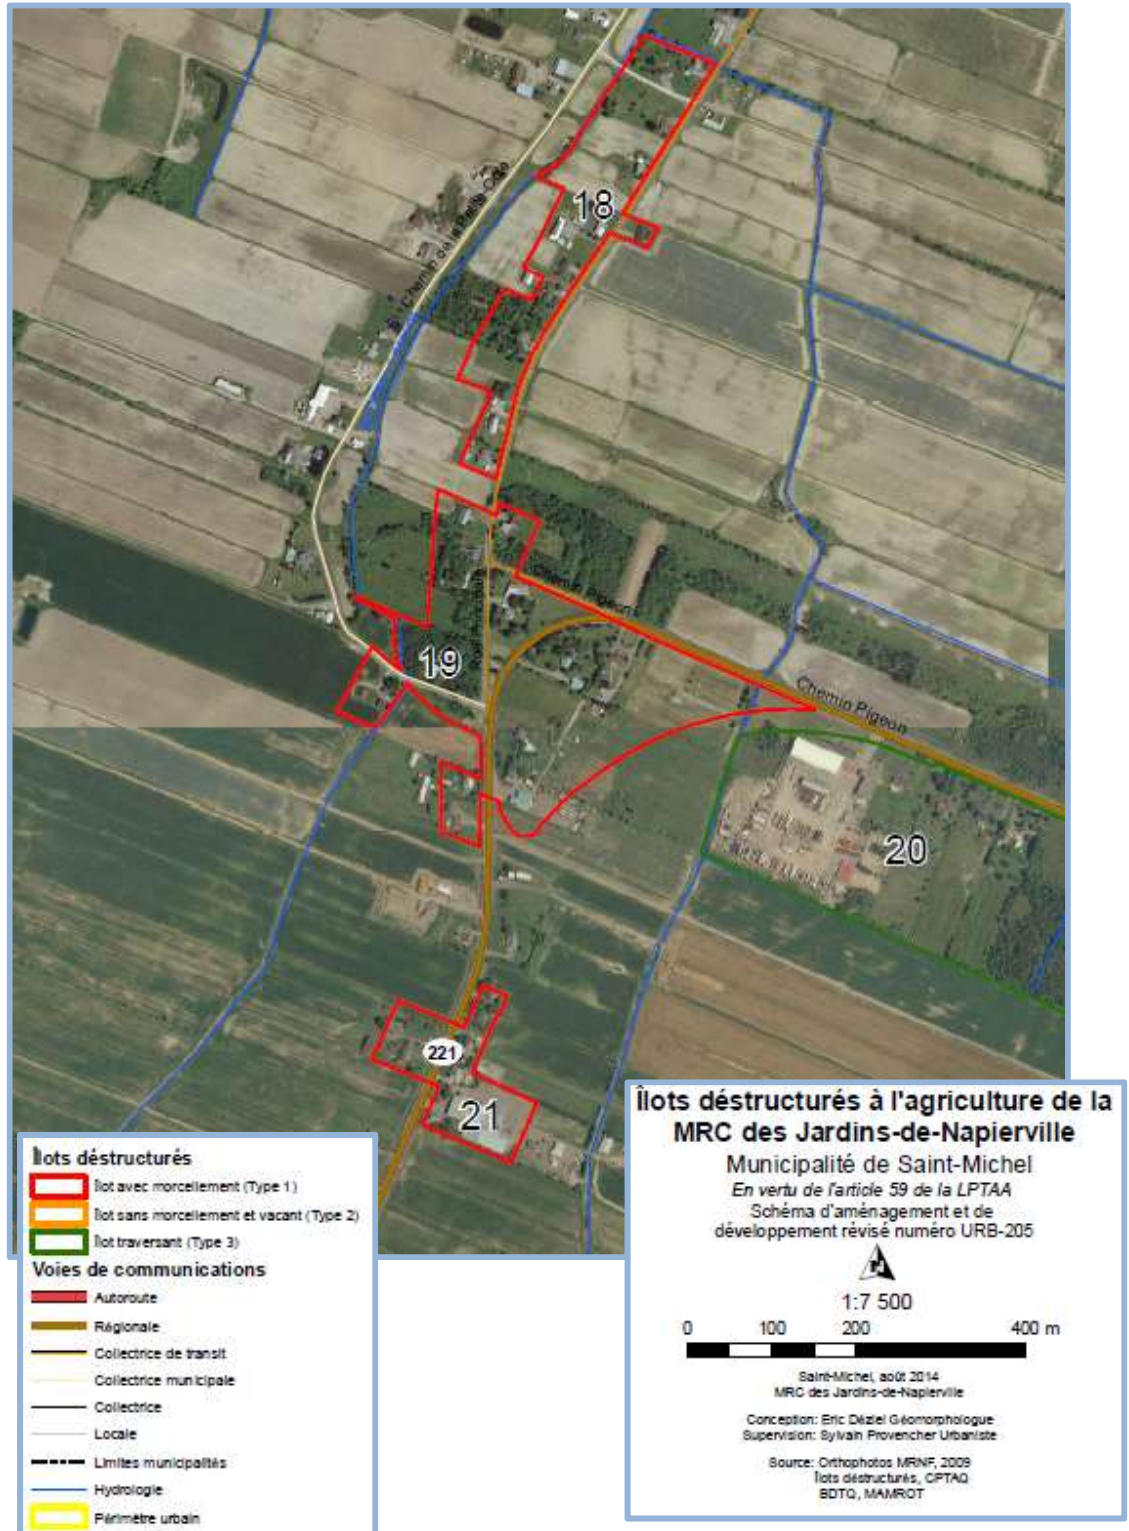 18
Chemin de la Petite-Côte
Chemin Pigeon
19
Chemin Pigeon
20
221
21
Îlots déstructurés
Îlot avec morcellement (Type 1)
Îlot sans morcellement et vacant (Type 2)
Îlot traversant (Type 3)
Voies de communications
Autoroute
Régionale
Collectrice de transit
Collectrice municipale
Collectrice
Locale
Limites municipalités
Hydrologie
Périmètre urbain
Îlots déstructurés à l'agriculture de la
MRC des Jardins-de-Napierville
Municipalité de Saint-Michel
En vertu de l'article 59 de la LPTAA
Schéma d'aménagement et de
développement révisé numéro URB-205
N
1:7 500
0 100 200 400 m
Saint-Michel, août 2014
MRC des Jardins-de-Napierville
Conception: Eric Déziel Géomorphologue
Supervision: Sylvain Provencher Urbaniste
Source: Orthophotos MRNF, 2009
Îlots déstructurés, CPTAQ
BDTQ, MAMROT